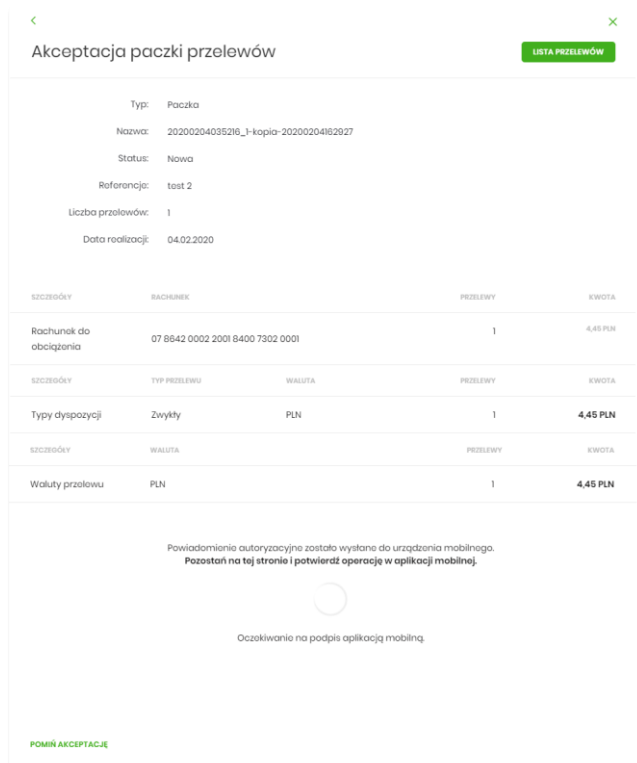 Akceptacja paczki przelewów
LISTA PRZELEWÓW
Typ: Paczka
Nazwa: 20200204035216_1-kopia-20200204162927
Status: Nowa
Referencje: test 2
Liczba przelewów: 1
Data realizacji: 04.02.2020
SZCZEGÓŁY RACHUNEK PRZELEWY KWOTA
Rachunek do
obciążenia 07 8642 0002 2001 8400 7302 0001 1 4,45 PLN
SZCZEGÓŁY TYP PRZELEWU WALUTA PRZELEWY KWOTA
Typy dyspozycji Zwykły PLN 1 4,45 PLN
SZCZEGÓŁY WALUTA PRZELEWY KWOTA
Waluty przelewu PLN 1 4,45 PLN
Powiadomienie autoryzacyjne zostało wysłane do urządzenia mobilnego.
Pozostań na tej stronie i potwierdź operację w aplikacji mobilnej.
Oczekiwanie na podpis aplikacją mobilną.
POMIŃ AKCEPTACJĘ